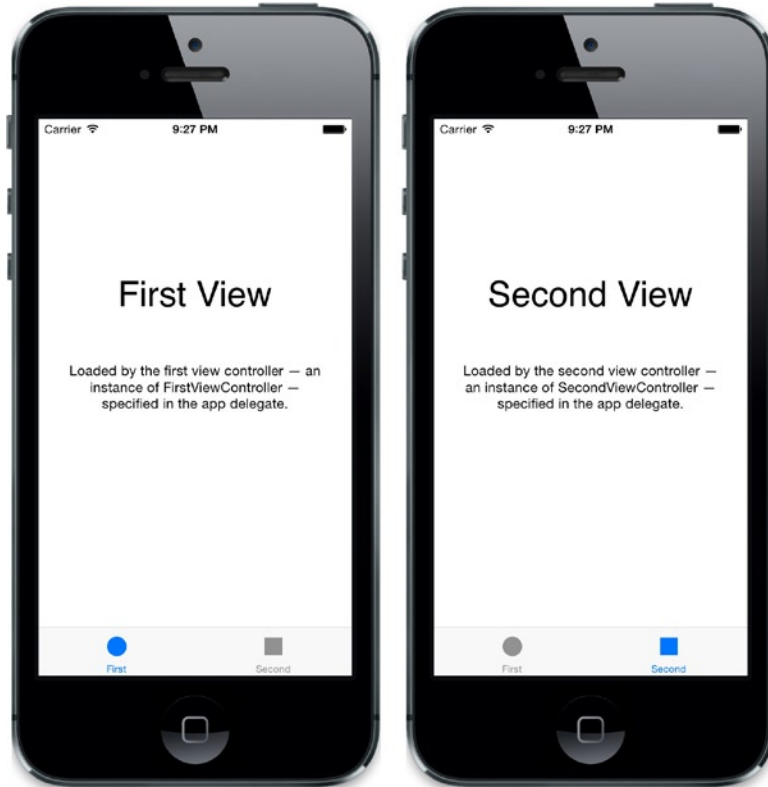 Carrier 9:27 PM
First View
Loaded by the first view controller — an
instance of FirstViewController —
specified in the app delegate.
First Second
Carrier 9:27 PM
Second View
Loaded by the second view controller —
an instance of SecondViewController —
specified in the app delegate.
First Second